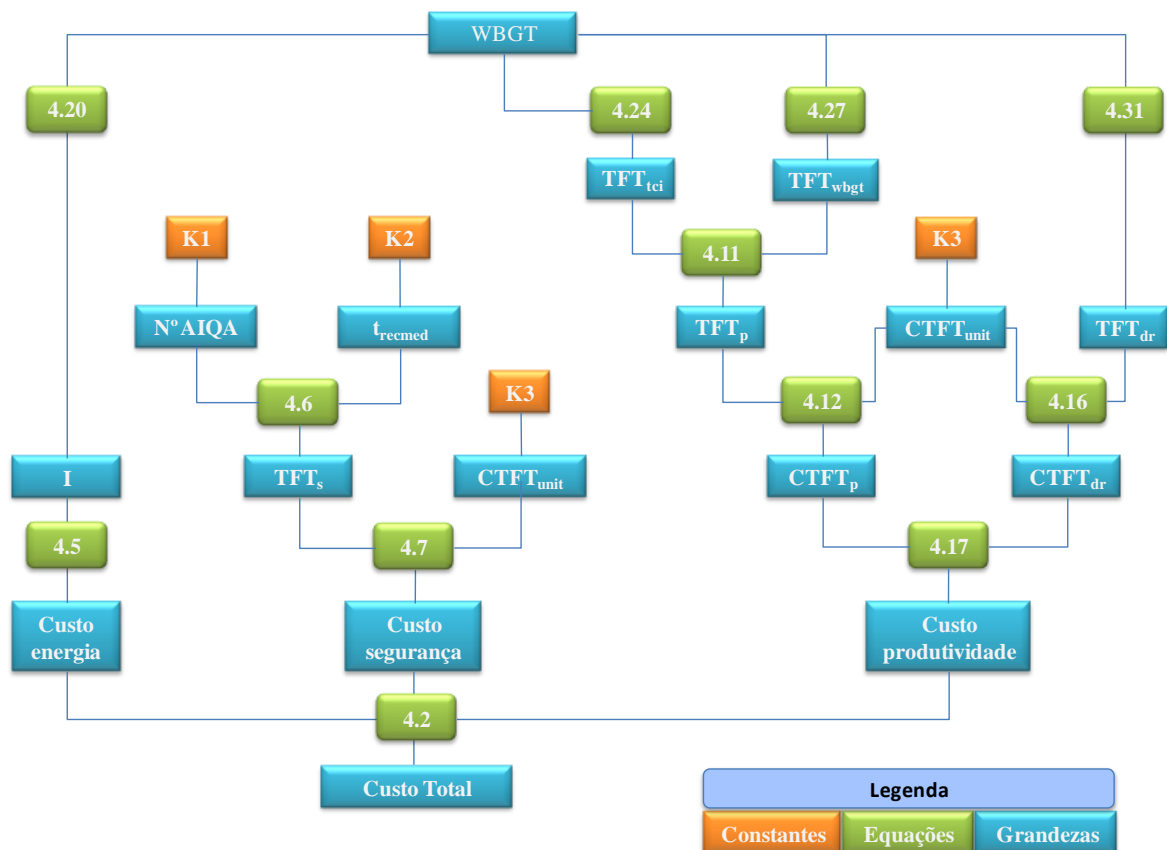 WBGT
4.20
4.24
4.27
4.31
TFTtci
TFTwbgt
K1
K2
4.11
K3
Nº AIQA
trecmed
TFTp
CTFTunit
TFTdr
4.6
K3
4.12
4.16
I
TFTs
CTFTunit
CTFTp
CTFTdr
4.5
4.7
4.17
Custo
energia
Custo
segurança
Custo
produtividade
4.2
Custo Total
Legenda
Constantes
Equações
Grandezas